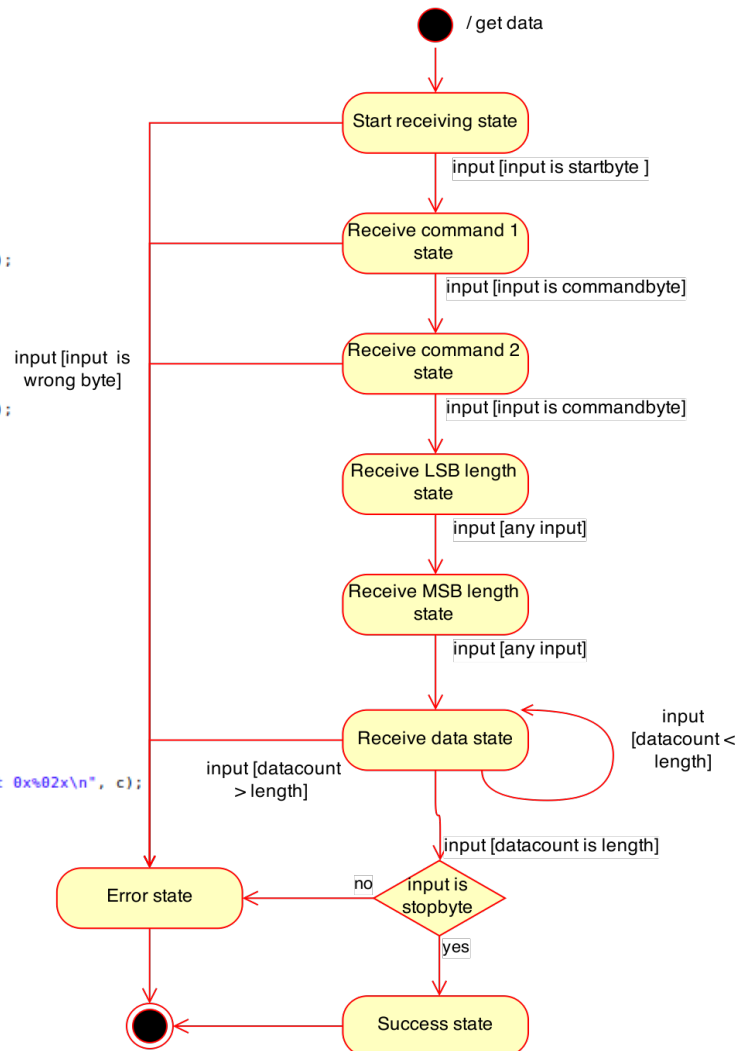 / get data
Start receiving state
input [input is startbyte ]
Receive command 1
state
);
input [input is commandbyte]
Receive command 2
state
input [input  is
wrong byte]
);
input [input is commandbyte]
Receive LSB length
state
input [any input]
Receive MSB length
state
input [any input]
Receive data state
input
[datacount <
length]
input [datacount
> length]
: 0x%02x\n", c);
input [datacount is length]
no
input is
stopbyte
Error state
yes
Success state